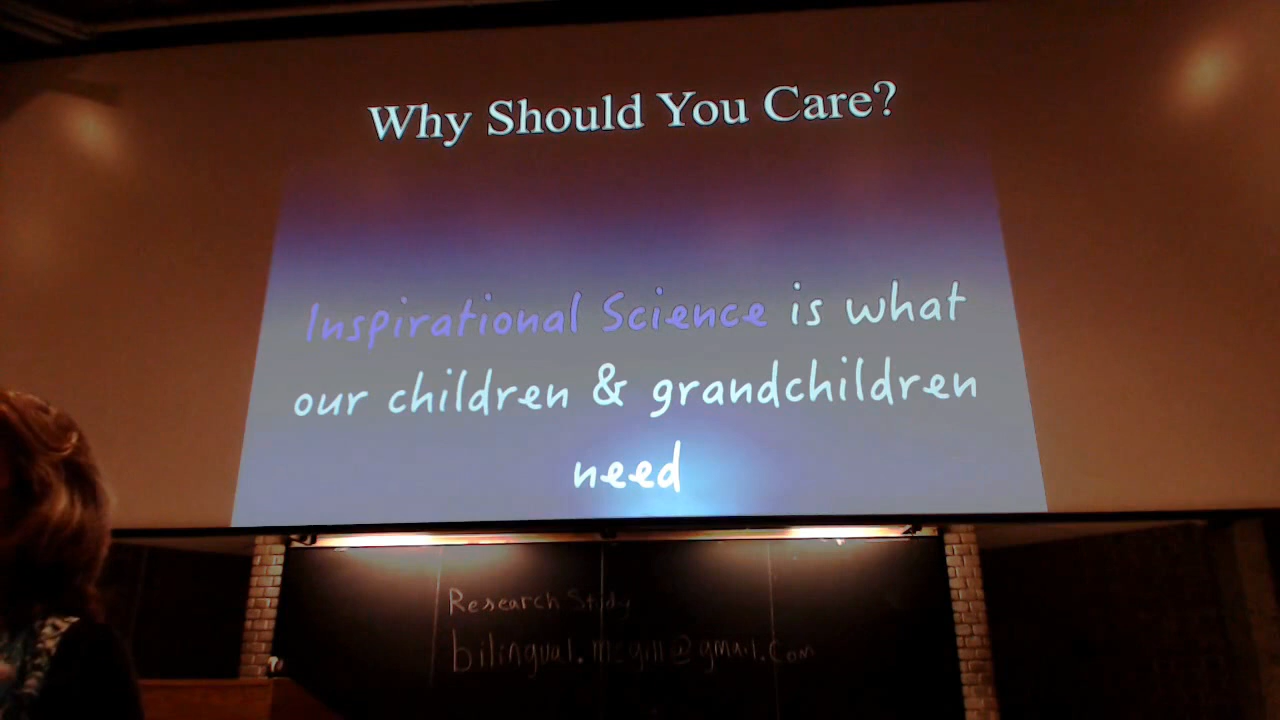 Why Should You Care?
Inspirational Science is what
our children & grandchildren
need
Research Study
bilingual.mcgill@gmail.com